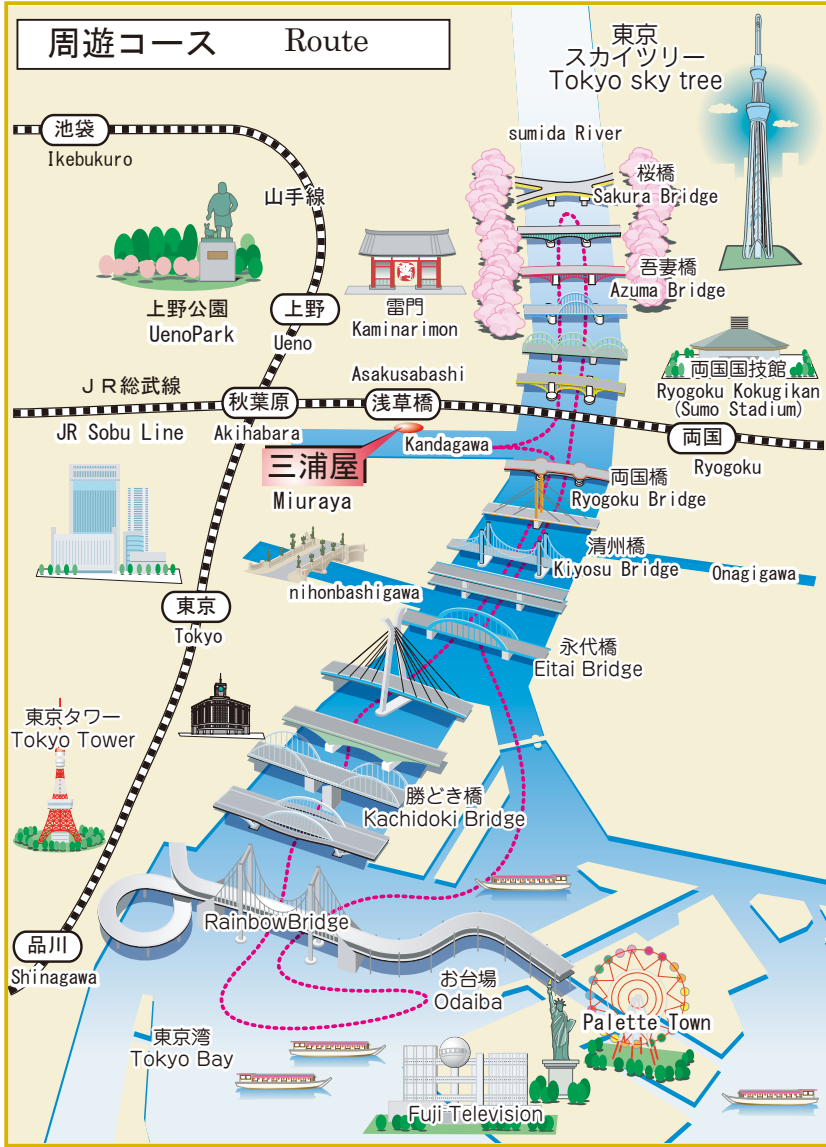 周遊コース Route
東京
スカイツリー
Tokyo sky tree
池袋
Ikebukuro
sumida River
山手線
桜橋
Sakura Bridge
吾妻橋
Azuma Bridge
上野公園
UenoPark
上野
Ueno
雷門
Kaminarimon
両国国技館
Ryogoku Kokugikan
(Sumo Stadium)
JR総武線
JR Sobu Line
秋葉原
Akihabara
Asakusabashi
浅草橋
Kandagawa
両国
Ryogoku
三浦屋
Miuraya
両国橋
Ryogoku Bridge
清州橋
Kiyosu Bridge
Onagigawa
nihonbashigawa
東京
Tokyo
永代橋
Eitai Bridge
東京タワー
Tokyo Tower
勝どき橋
Kachidoki Bridge
RainbowBridge
品川
Shinagawa
お台場
Odaiba
Palette Town
東京湾
Tokyo Bay
Fuji Television